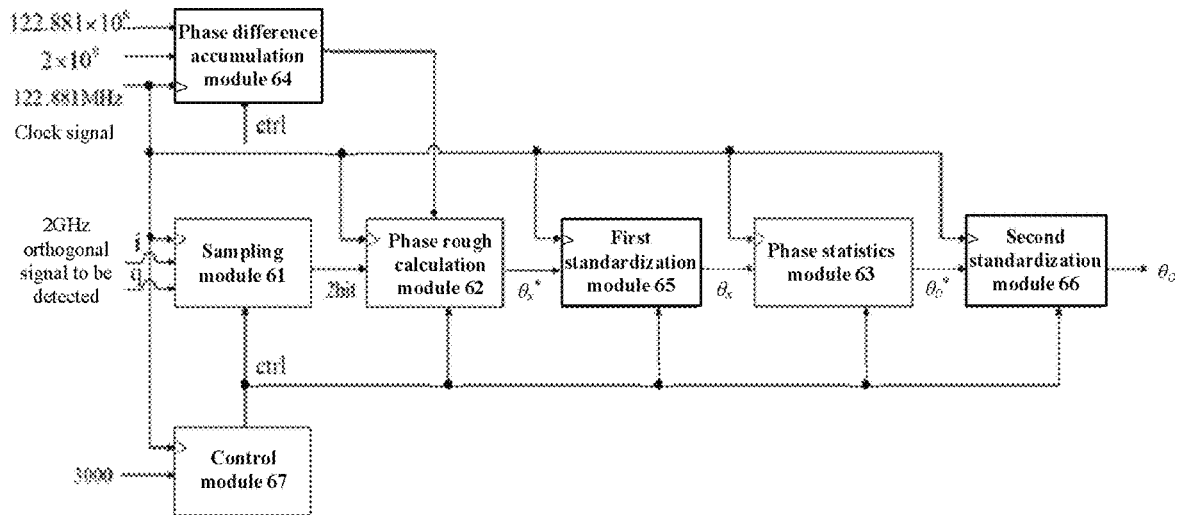 122.881×10⁶
2×10⁹
122.881MHz
Clock signal
Phase difference
accumulation
module 64
ctrl
2GHz
orthogonal
signal to be
detected
i
q
Sampling
module 61
2bit
Phase rough
calculation
module 62
θx*
First
standardization
module 65
θx
Phase statistics
module 63
θ0*
Second
standardization
module 66
θ0
ctrl
3000
Control
module 67